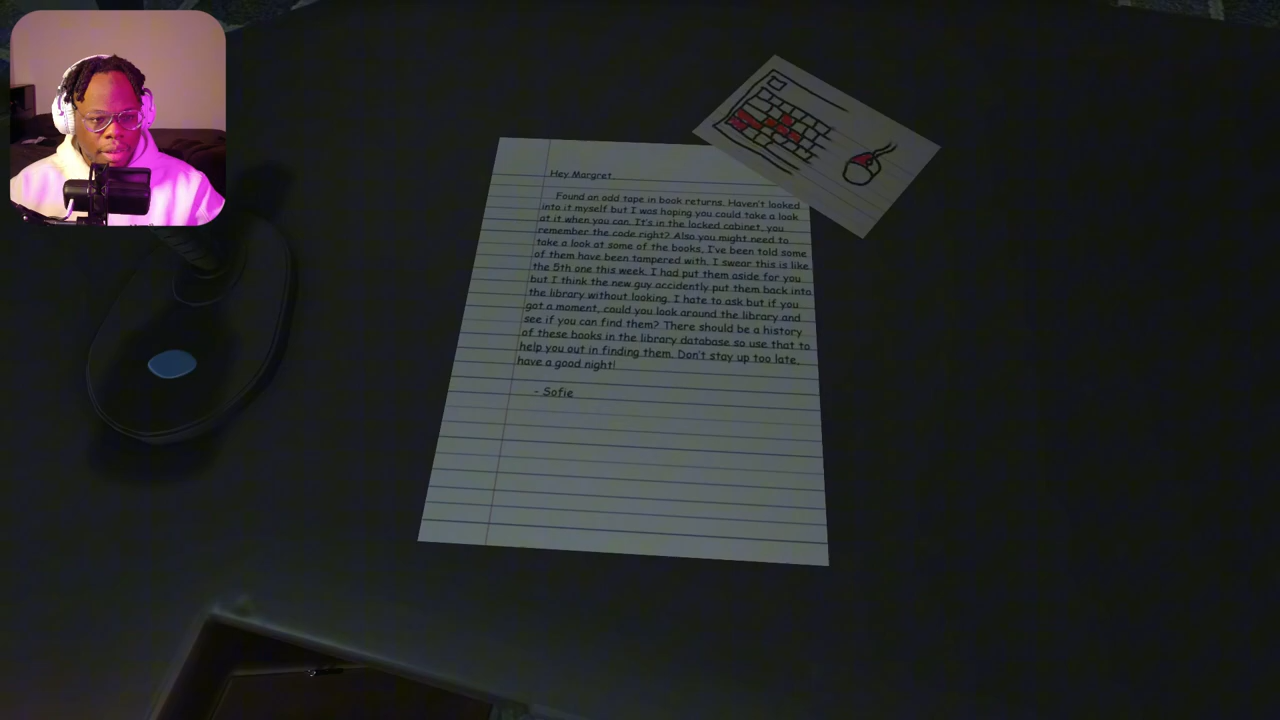 Hey Margret,
Found an odd tape in book returns. Haven't looked
into it myself but I was hoping you could take a look
at it when you can. It's in the locked cabinet, you
remember the code right? Also you might need to
take a look at some of the books, I've been told some
of them have been tampered with. I swear this is like
the 5th one this week. I had put them aside for you
but I think the new guy accidently put them back into
the library without looking. I hate to ask but if you
got a moment, could you look around the library and
see if you can find them? There should be a history
of these books in the library database so use that to
help you out in finding them. Don't stay up too late,
have a good night!
- Sofie